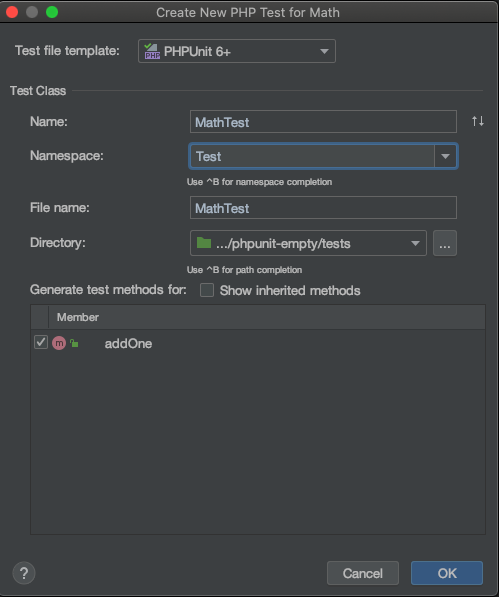 Create New PHP Test for Math
Test file template: PHP PHPUnit 6+
Test Class
Name: MathTest
Namespace: Test
Use ^B for namespace completion
File name: MathTest
Directory: .../phpunit-empty/tests ...
Use ^B for path completion
Generate test methods for: Show inherited methods
Member
m addOne
? Cancel OK